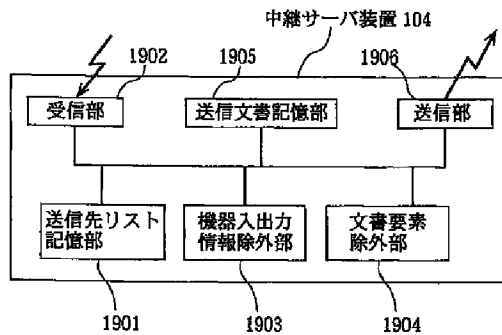 中継サーバ装置 104
1902
1905
1906
受信部
送信文書記憶部
送信部
送信先リスト
記憶部
機器入出力
情報除外部
文書要素
除外部
1901
1903
1904